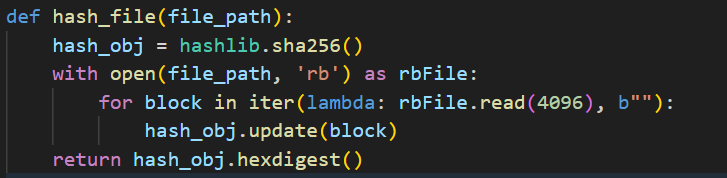 def hash_file(file_path):
    hash_obj = hashlib.sha256()
    with open(file_path, 'rb') as rbFile:
        for block in iter(lambda: rbFile.read(4096), b""):
            hash_obj.update(block)
    return hash_obj.hexdigest()